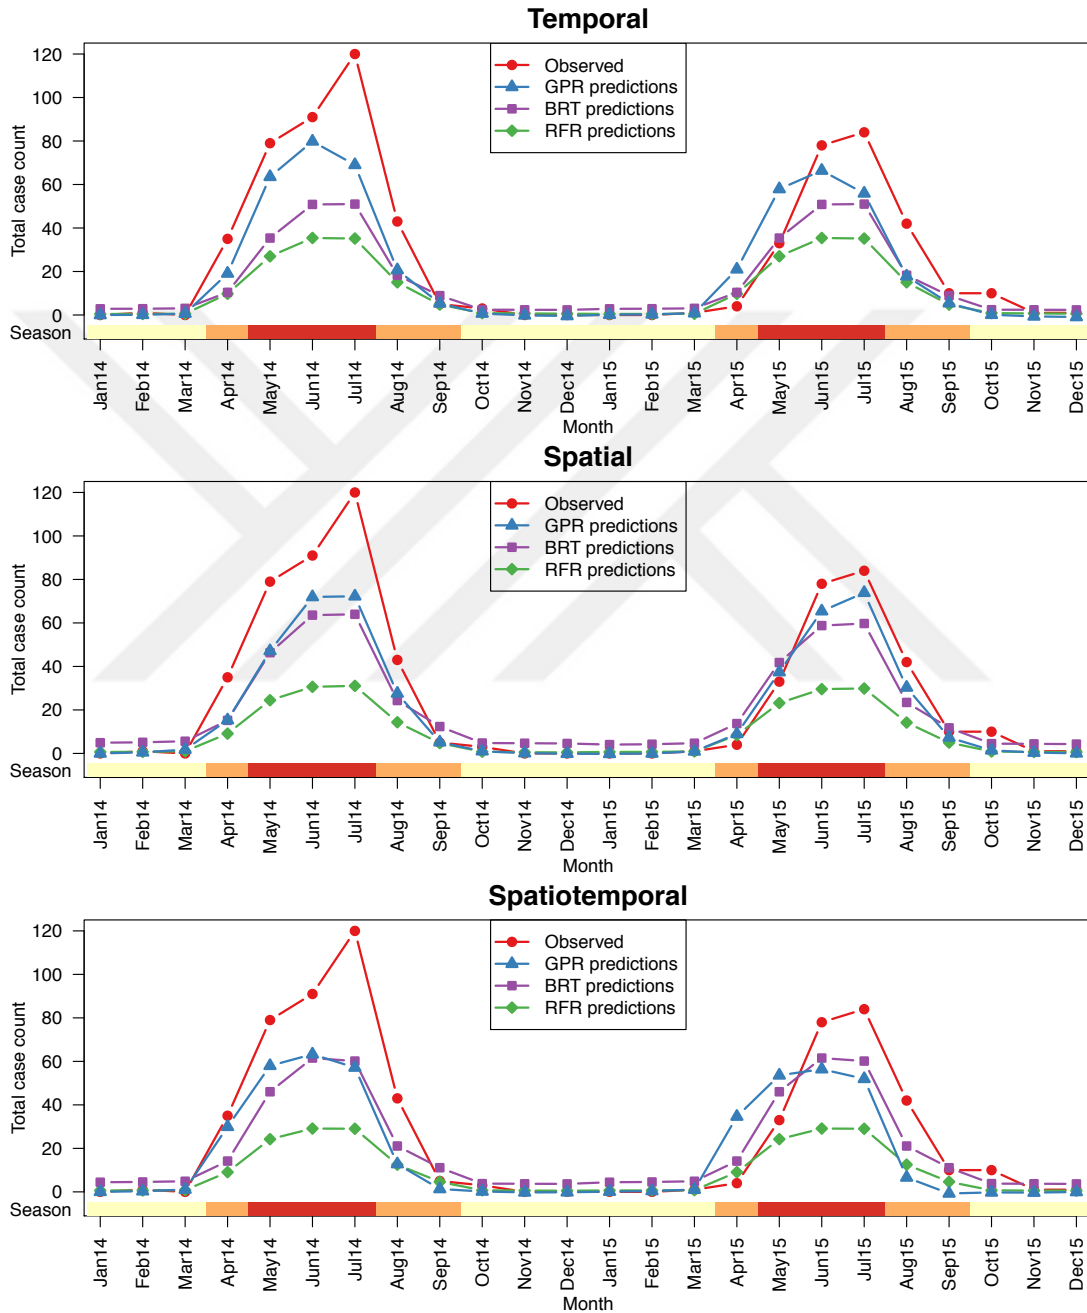 Temporal
120
100
80
60
40
20
0
Total case count
Observed
GPR predictions
BRT predictions
RFR predictions
Season
Jan14 Feb14 Mar14 Apr14 May14 Jun14 Jul14 Aug14 Sep14 Oct14 Nov14 Dec14 Jan15 Feb15 Mar15 Apr15 May15 Jun15 Jul15 Aug15 Sep15 Oct15 Nov15 Dec15
Month
Spatial
120
100
80
60
40
20
0
Total case count
Observed
GPR predictions
BRT predictions
RFR predictions
Season
Jan14 Feb14 Mar14 Apr14 May14 Jun14 Jul14 Aug14 Sep14 Oct14 Nov14 Dec14 Jan15 Feb15 Mar15 Apr15 May15 Jun15 Jul15 Aug15 Sep15 Oct15 Nov15 Dec15
Month
Spatiotemporal
120
100
80
60
40
20
0
Total case count
Observed
GPR predictions
BRT predictions
RFR predictions
Season
Jan14 Feb14 Mar14 Apr14 May14 Jun14 Jul14 Aug14 Sep14 Oct14 Nov14 Dec14 Jan15 Feb15 Mar15 Apr15 May15 Jun15 Jul15 Aug15 Sep15 Oct15 Nov15 Dec15
Month